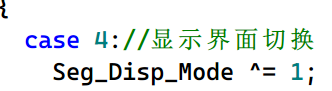 {
case 4://显示界面切换
Seg_Disp_Mode ^= 1;